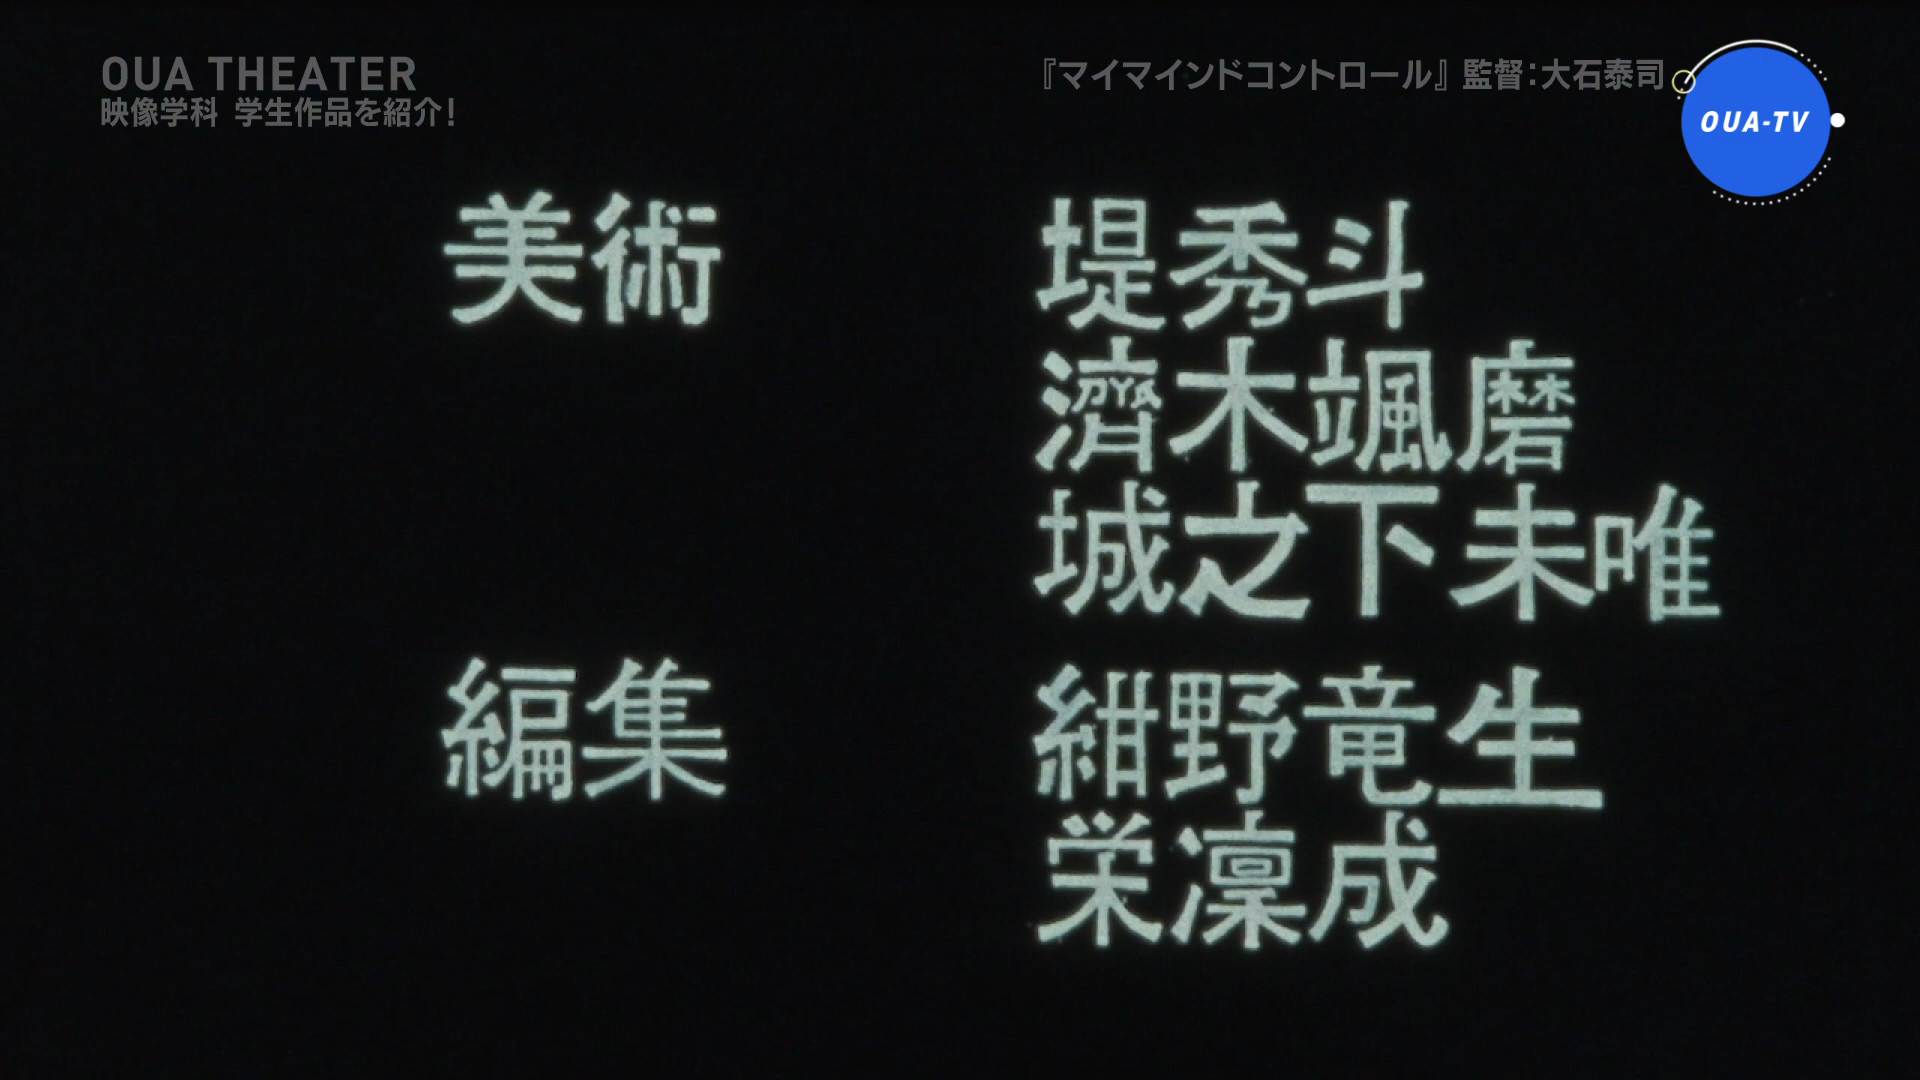 OUA THEATER
映像学科 学生作品を紹介!
『マイマインドコントロール』 監督:大石泰司
OUA-TV
美術 堤秀斗
濟木颯磨
城之下未唯
編集 紺野竜生
栄凜成